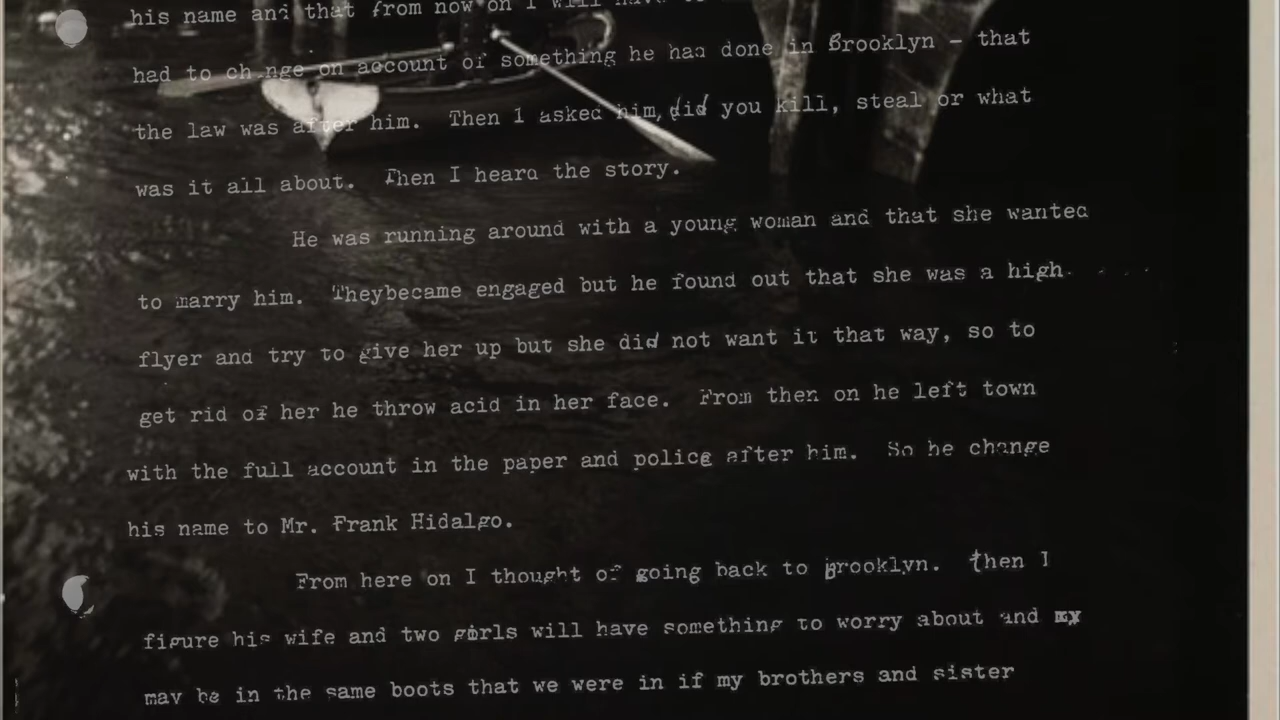 his name and that from now on I will have to
had to change on account of something he had done in Brooklyn - that
the law was after him. Then I asked him, did you kill, steal or what
was it all about. Then I heard the story.
He was running around with a young woman and that she wanted
to marry him. Theybecame engaged but he found out that she was a high
flyer and try to give her up but she did not want it that way, so to
get rid of her he throw acid in her face. From then on he left town
with the full account in the paper and police after him. So he change
his name to Mr. Frank Hidalgo.
From here on I thought of going back to Brooklyn. then I
figure his wife and two girls will have something to worry about and my
may be in the same boots that we were in if my brothers and sister